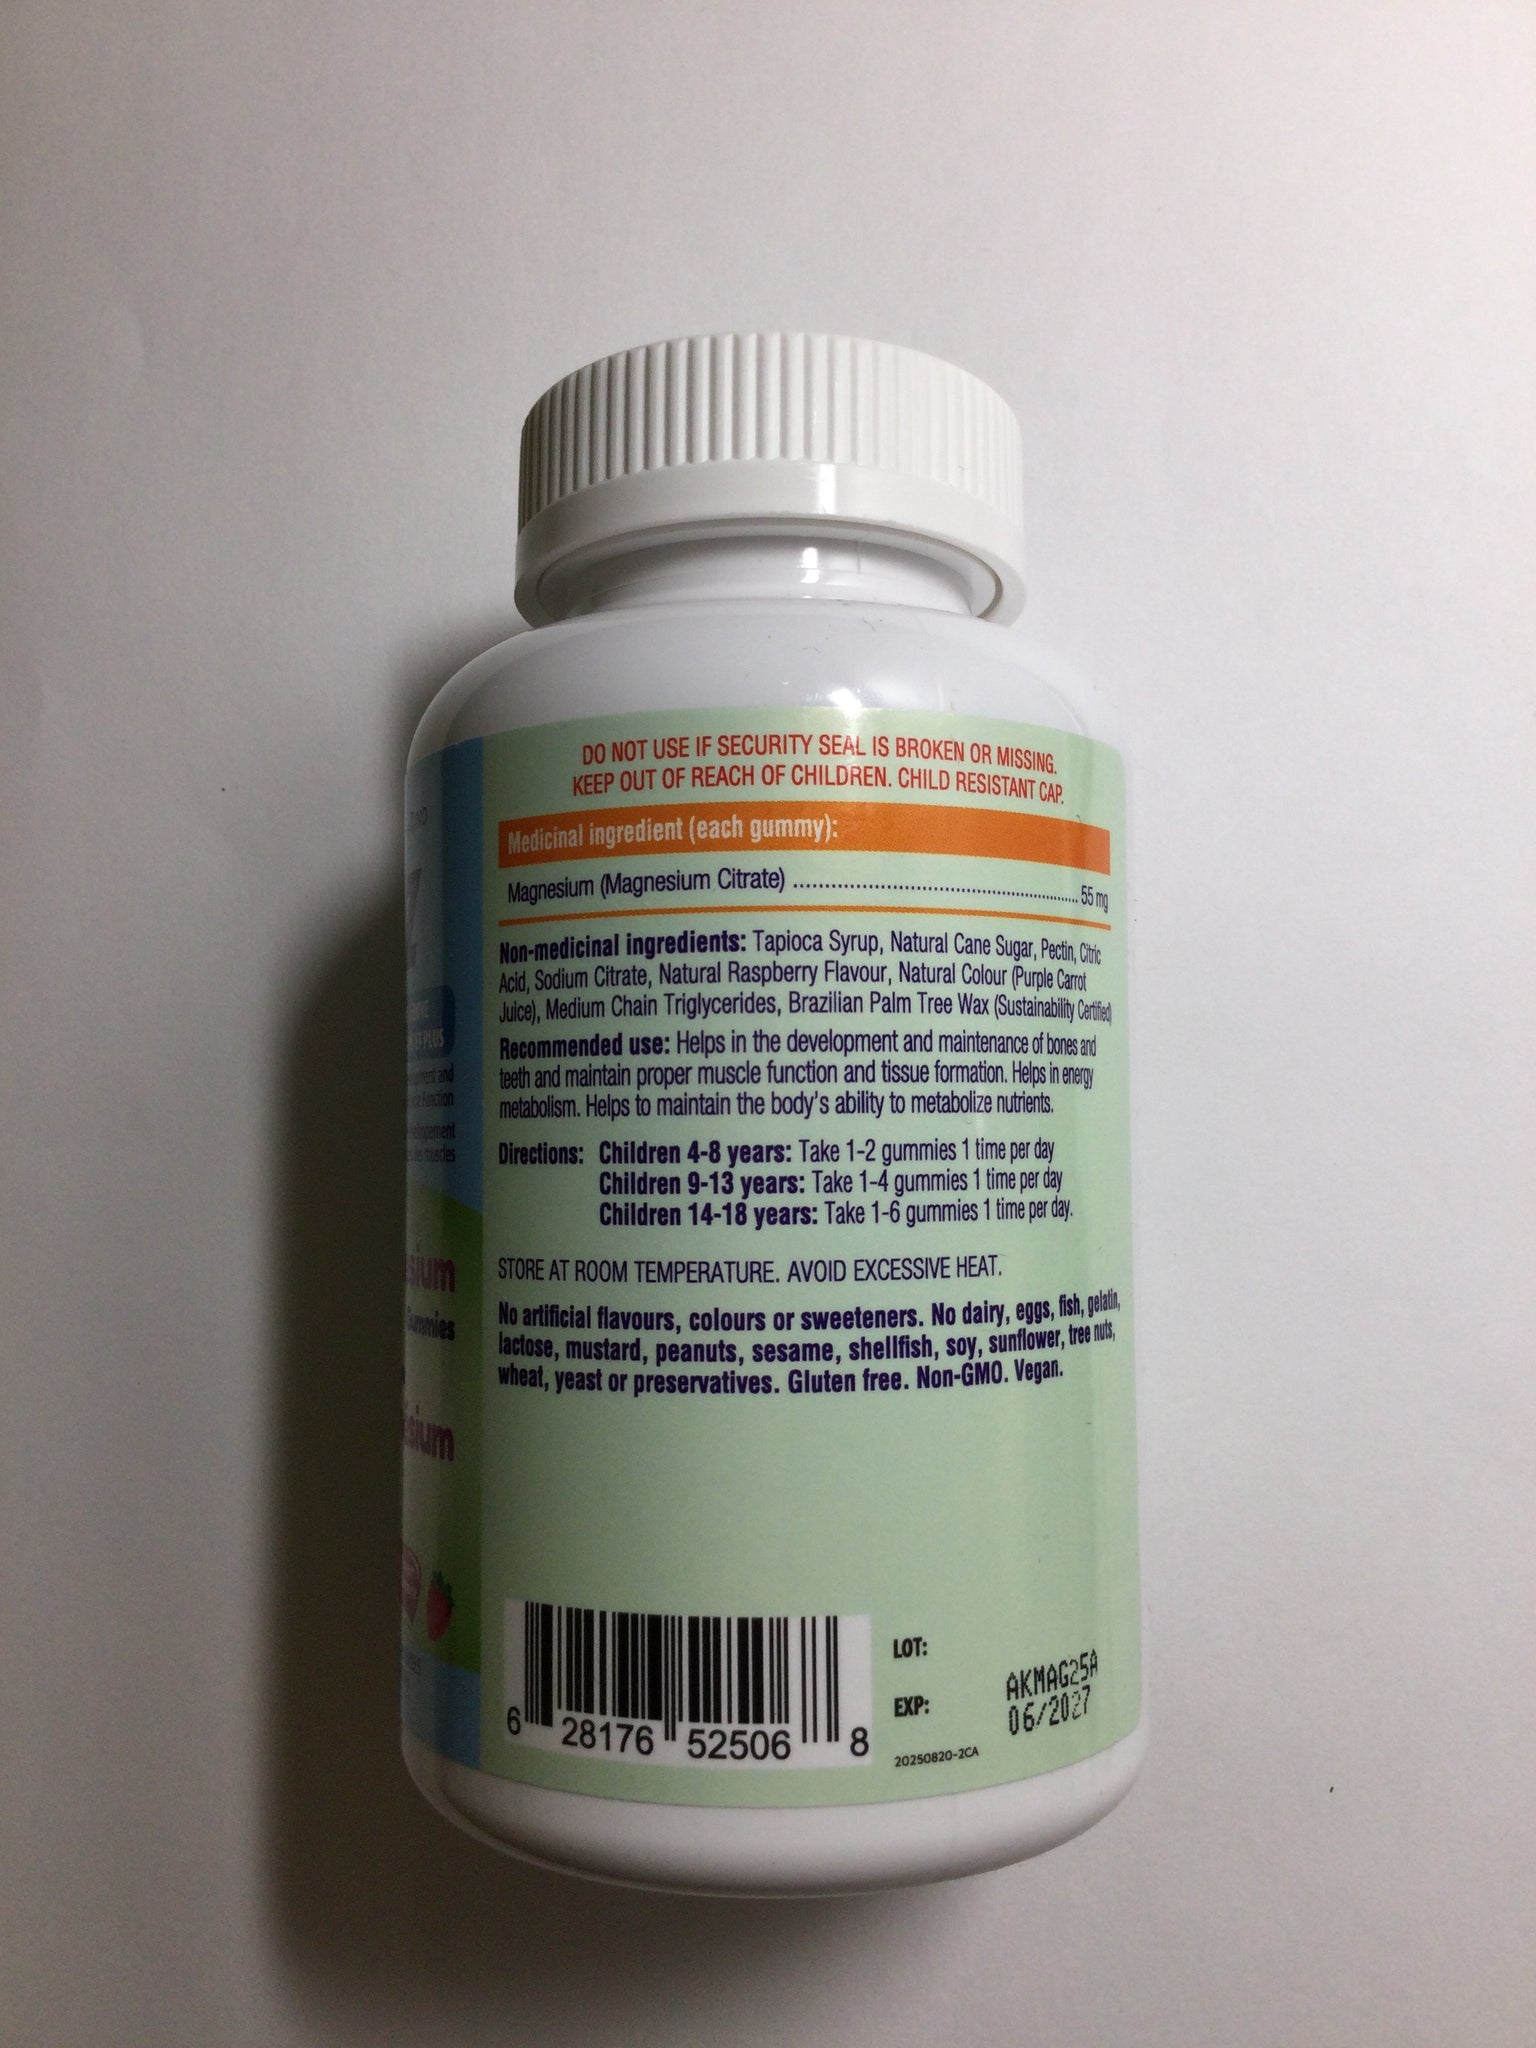 DO NOT USE IF SECURITY SEAL IS BROKEN OR MISSING.
KEEP OUT OF REACH OF CHILDREN. CHILD RESISTANT CAP.
Medicinal ingredient (each gummy):
Magnesium (Magnesium Citrate) ........................................................ 55 mg
Non-medicinal ingredients: Tapioca Syrup, Natural Cane Sugar, Pectin, Citric
Acid, Sodium Citrate, Natural Raspberry Flavour, Natural Colour (Purple Carrot
Juice), Medium Chain Triglycerides, Brazilian Palm Tree Wax (Sustainability Certified)
Recommended use: Helps in the development and maintenance of bones and
teeth and maintain proper muscle function and tissue formation. Helps in energy
metabolism. Helps to maintain the body's ability to metabolize nutrients.
Directions: Children 4-8 years: Take 1-2 gummies 1 time per day
Children 9-13 years: Take 1-4 gummies 1 time per day
Children 14-18 years: Take 1-6 gummies 1 time per day.
STORE AT ROOM TEMPERATURE. AVOID EXCESSIVE HEAT.
No artificial flavours, colours or sweeteners. No dairy, eggs, fish, gelatin,
lactose, mustard, peanuts, sesame, shellfish, soy, sunflower, tree nuts,
wheat, yeast or preservatives. Gluten free. Non-GMO. Vegan.
6 28176 52506 8
LOT: AKMAG25A
EXP: 06/2027
20250820-2CA
PLUS
and
Function
muscles
sium
Gummies
sium